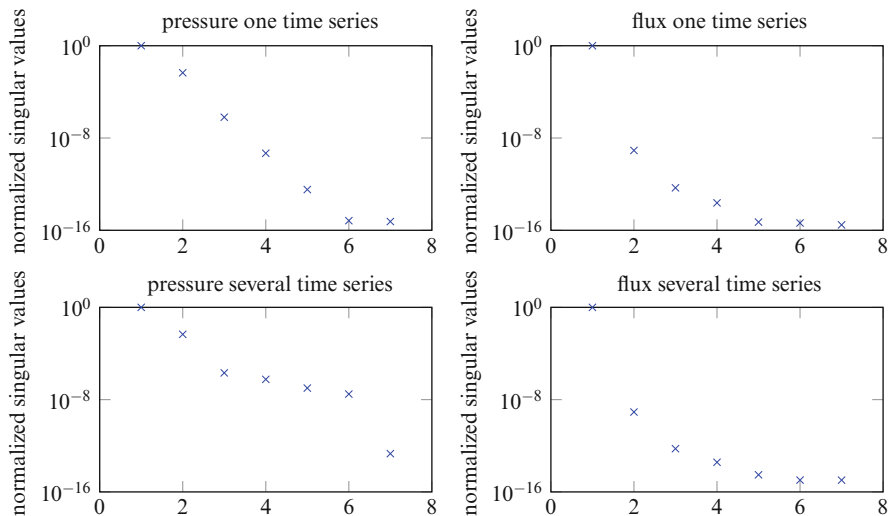 pressure one time series
normalized singular values
10^0
10^-8
10^-16
0 2 4 6 8
flux one time series
normalized singular values
10^0
10^-8
10^-16
0 2 4 6 8
pressure several time series
normalized singular values
10^0
10^-8
10^-16
0 2 4 6 8
flux several time series
normalized singular values
10^0
10^-8
10^-16
0 2 4 6 8